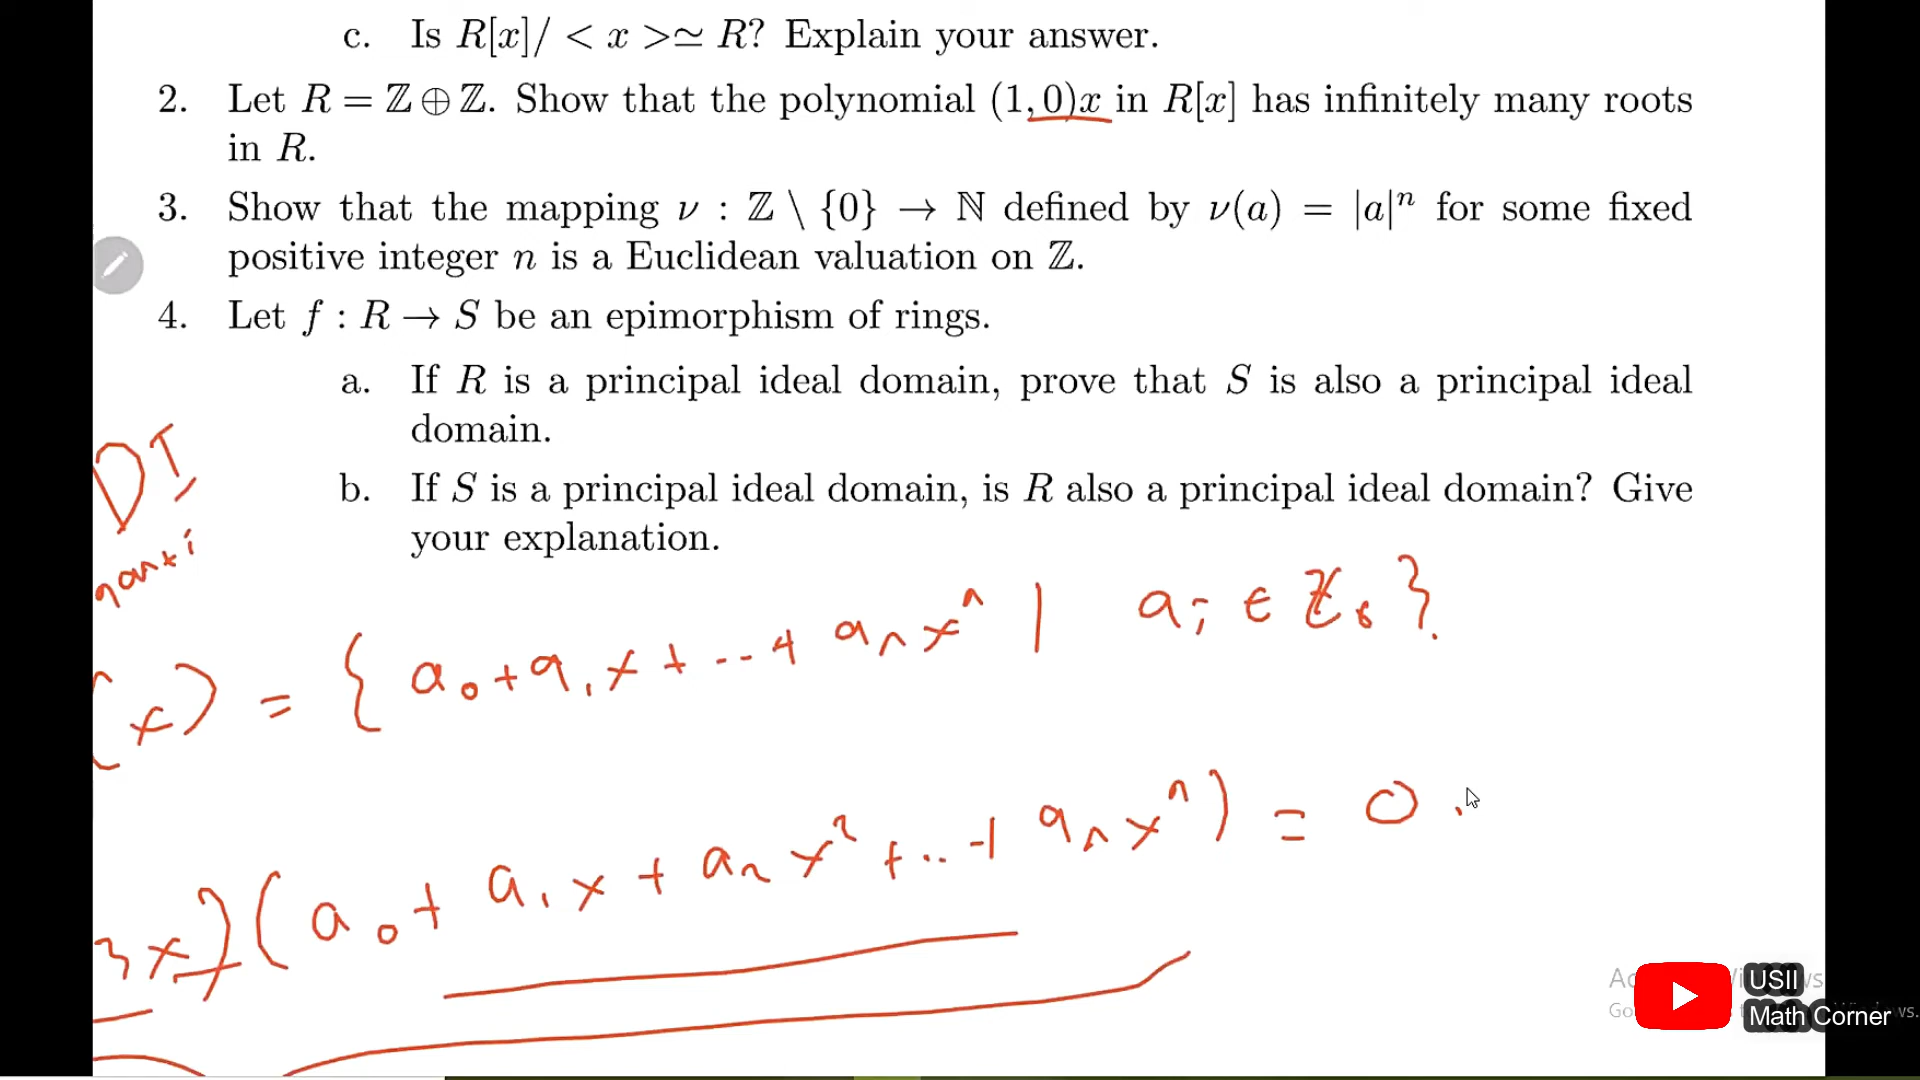 c. Is R[x]/ < x >≃ R? Explain your answer.
2. Let R = ℤ ⊕ ℤ. Show that the polynomial (1, 0)x in R[x] has infinitely many roots
in R.
3. Show that the mapping ν : ℤ \ {0} → ℕ defined by ν(a) = |a|ⁿ for some fixed
positive integer n is a Euclidean valuation on ℤ.
4. Let f : R → S be an epimorphism of rings.
a. If R is a principal ideal domain, prove that S is also a principal ideal
domain.
b. If S is a principal ideal domain, is R also a principal ideal domain? Give
your explanation.
DI
nanti
(x) = { a₀ + a₁x + ... + aₙxⁿ | aᵢ ∈ ℤ₆ }.
3x)(a₀ + a₁x + a₂x² + ... + aₙxⁿ) = 0.
USII
Math Corner